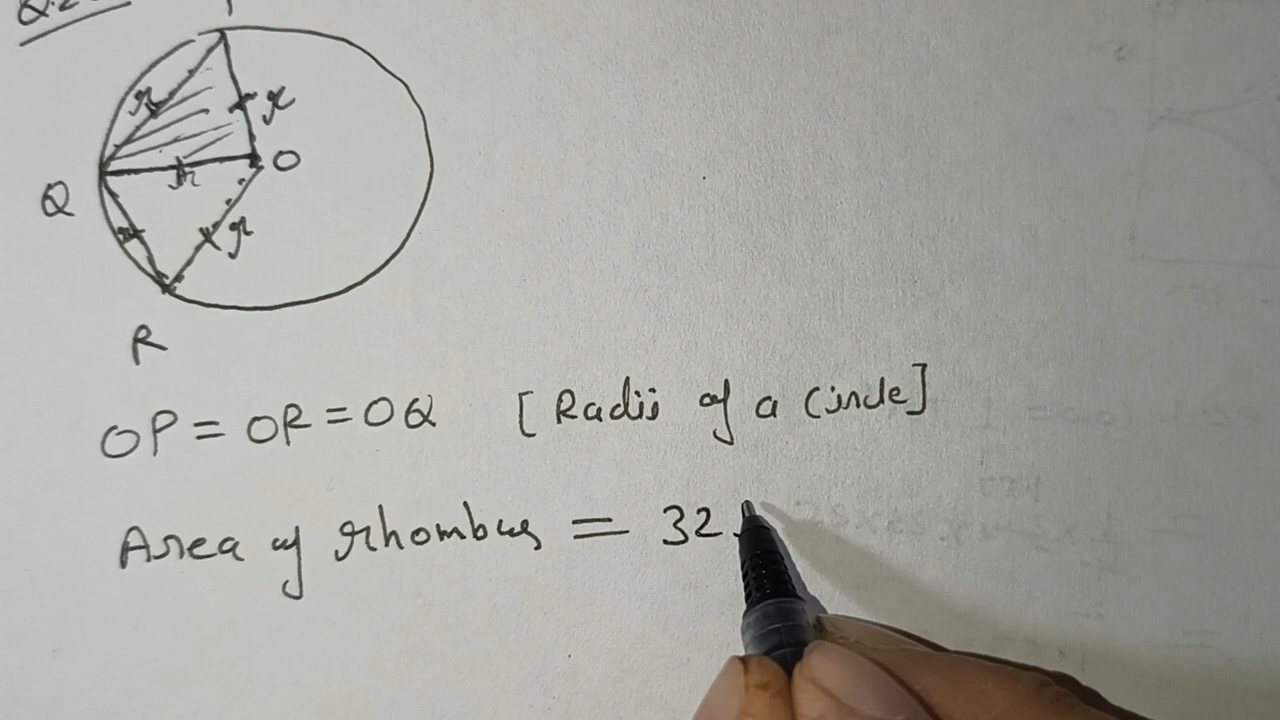 r
r
O
r
Q
r
R
OP = OR = OQ [Radii of a Circle]
Area of rhombus = 32